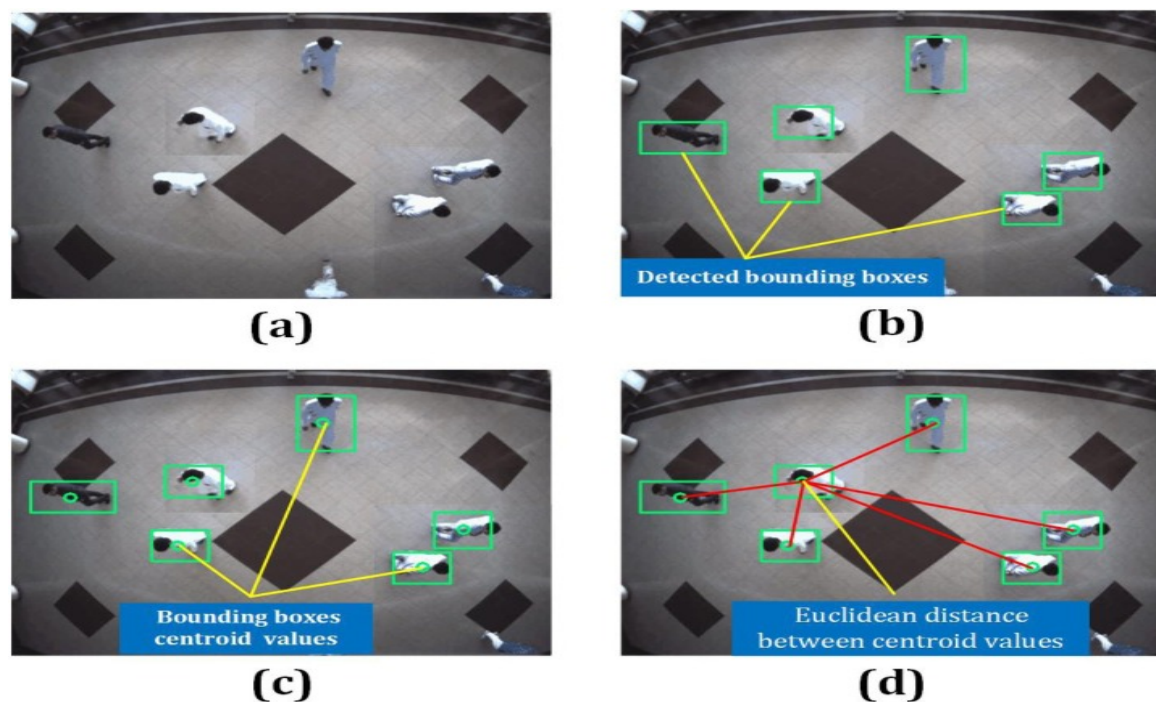 Detected bounding boxes
(a)
(b)
Bounding boxes
centroid values
Euclidean distance
between centroid values
(c)
(d)